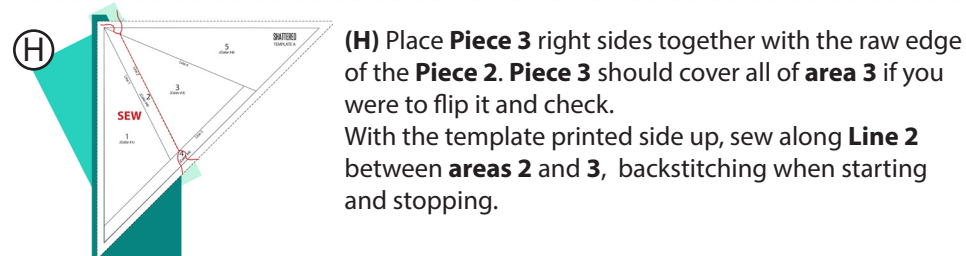 H
SHATTERED
TEMPLATE A
5
3
2
SEW
1
4
(H) Place Piece 3 right sides together with the raw edge
of the Piece 2. Piece 3 should cover all of area 3 if you
were to flip it and check.
With the template printed side up, sew along Line 2
between areas 2 and 3,  backstitching when starting
and stopping.